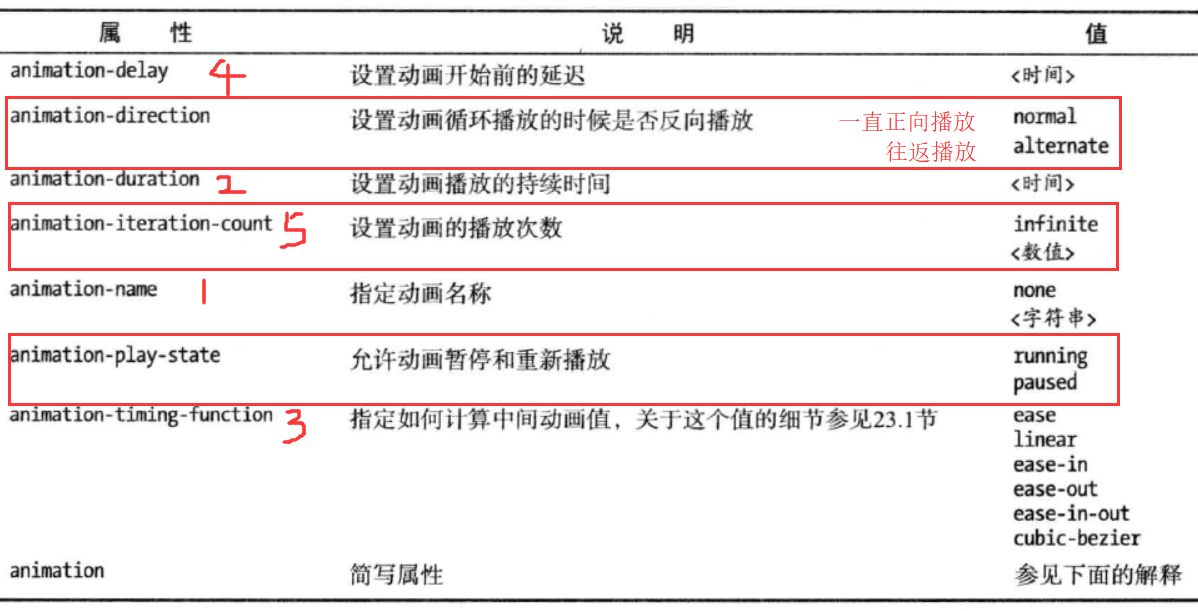 属 性 说 明 值
animation-delay 4 设置动画开始前的延迟 <时间>
animation-direction 设置动画循环播放的时候是否反向播放 一直正向播放 normal
往返播放 alternate
animation-duration 2 设置动画播放的持续时间 <时间>
animation-iteration-count 5 设置动画的播放次数 infinite
<数值>
animation-name 1 指定动画名称 none
<字符串>
animation-play-state 允许动画暂停和重新播放 running
paused
animation-timing-function 3 指定如何计算中间动画值，关于这个值的细节参见23.1节 ease
linear
ease-in
ease-out
ease-in-out
cubic-bezier
animation 简写属性 参见下面的解释